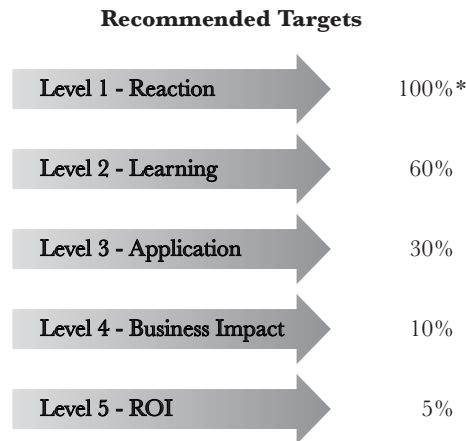 Recommended Targets
Level 1 - Reaction 100%*
Level 2 - Learning 60%
Level 3 - Application 30%
Level 4 - Business Impact 10%
Level 5 - ROI 5%